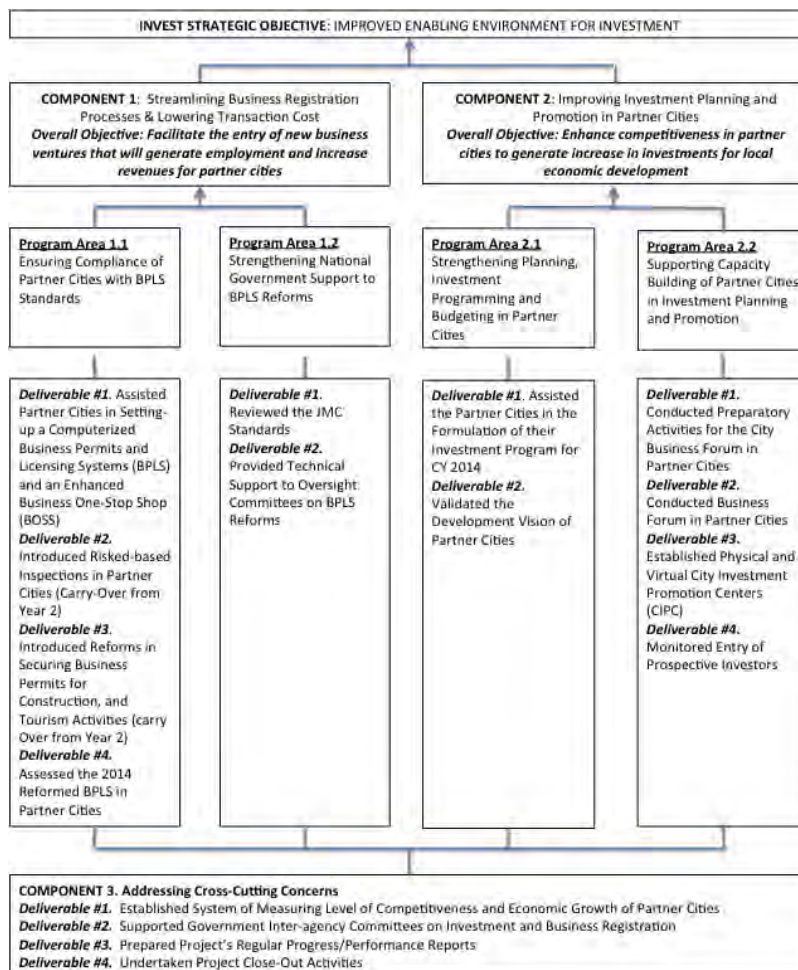 INVEST STRATEGIC OBJECTIVE: IMPROVED ENABLING ENVIRONMENT FOR INVESTMENT
COMPONENT 1: Streamlining Business Registration
Processes & Lowering Transaction Cost
Overall Objective: Facilitate the entry of new business
ventures that will generate employment and increase
revenues for partner cities
COMPONENT 2: Improving Investment Planning and
Promotion in Partner Cities
Overall Objective: Enhance competitiveness in partner
cities to generate increase in investments for local
economic development
Program Area 1.1
Ensuring Compliance of
Partner Cities with BPLS
Standards
Program Area 1.2
Strengthening National
Government Support to
BPLS Reforms
Program Area 2.1
Strengthening Planning,
Investment
Programming and
Budgeting in Partner
Cities
Program Area 2.2
Supporting Capacity
Building of Partner Cities
in Investment Planning
and Promotion
Deliverable #1. Assisted
Partner Cities in Setting-
up a Computerized
Business Permits and
Licensing Systems (BPLS)
and an Enhanced
Business One-Stop Shop
(BOSS)
Deliverable #2.
Introduced Risked-based
Inspections in Partner
Cities (Carry-Over from
Year 2)
Deliverable #3.
Introduced Reforms in
Securing Business
Permits for
Construction, and
Tourism Activities (carry
Over from Year 2)
Deliverable #4.
Assessed the 2014
Reformed BPLS in
Partner Cities
Deliverable #1.
Reviewed the JMC
Standards
Deliverable #2.
Provided Technical
Support to Oversight
Committees on BPLS
Reforms
Deliverable #1. Assisted
the Partner Cities in the
Formulation of their
Investment Program for
CY 2014
Deliverable #2.
Validated the
Development Vision of
Partner Cities
Deliverable #1.
Conducted Preparatory
Activities for the City
Business Forum in
Partner Cities
Deliverable #2.
Conducted Business
Forum in Partner Cities
Deliverable #3.
Established Physical and
Virtual City Investment
Promotion Centers
(CIPC)
Deliverable #4.
Monitored Entry of
Prospective Investors
COMPONENT 3. Addressing Cross-Cutting Concerns
Deliverable #1. Established System of Measuring Level of Competitiveness and Economic Growth of Partner Cities
Deliverable #2. Supported Government Inter-agency Committees on Investment and Business Registration
Deliverable #3. Prepared Project's Regular Progress/Performance Reports
Deliverable #4. Undertaken Project Close-Out Activities